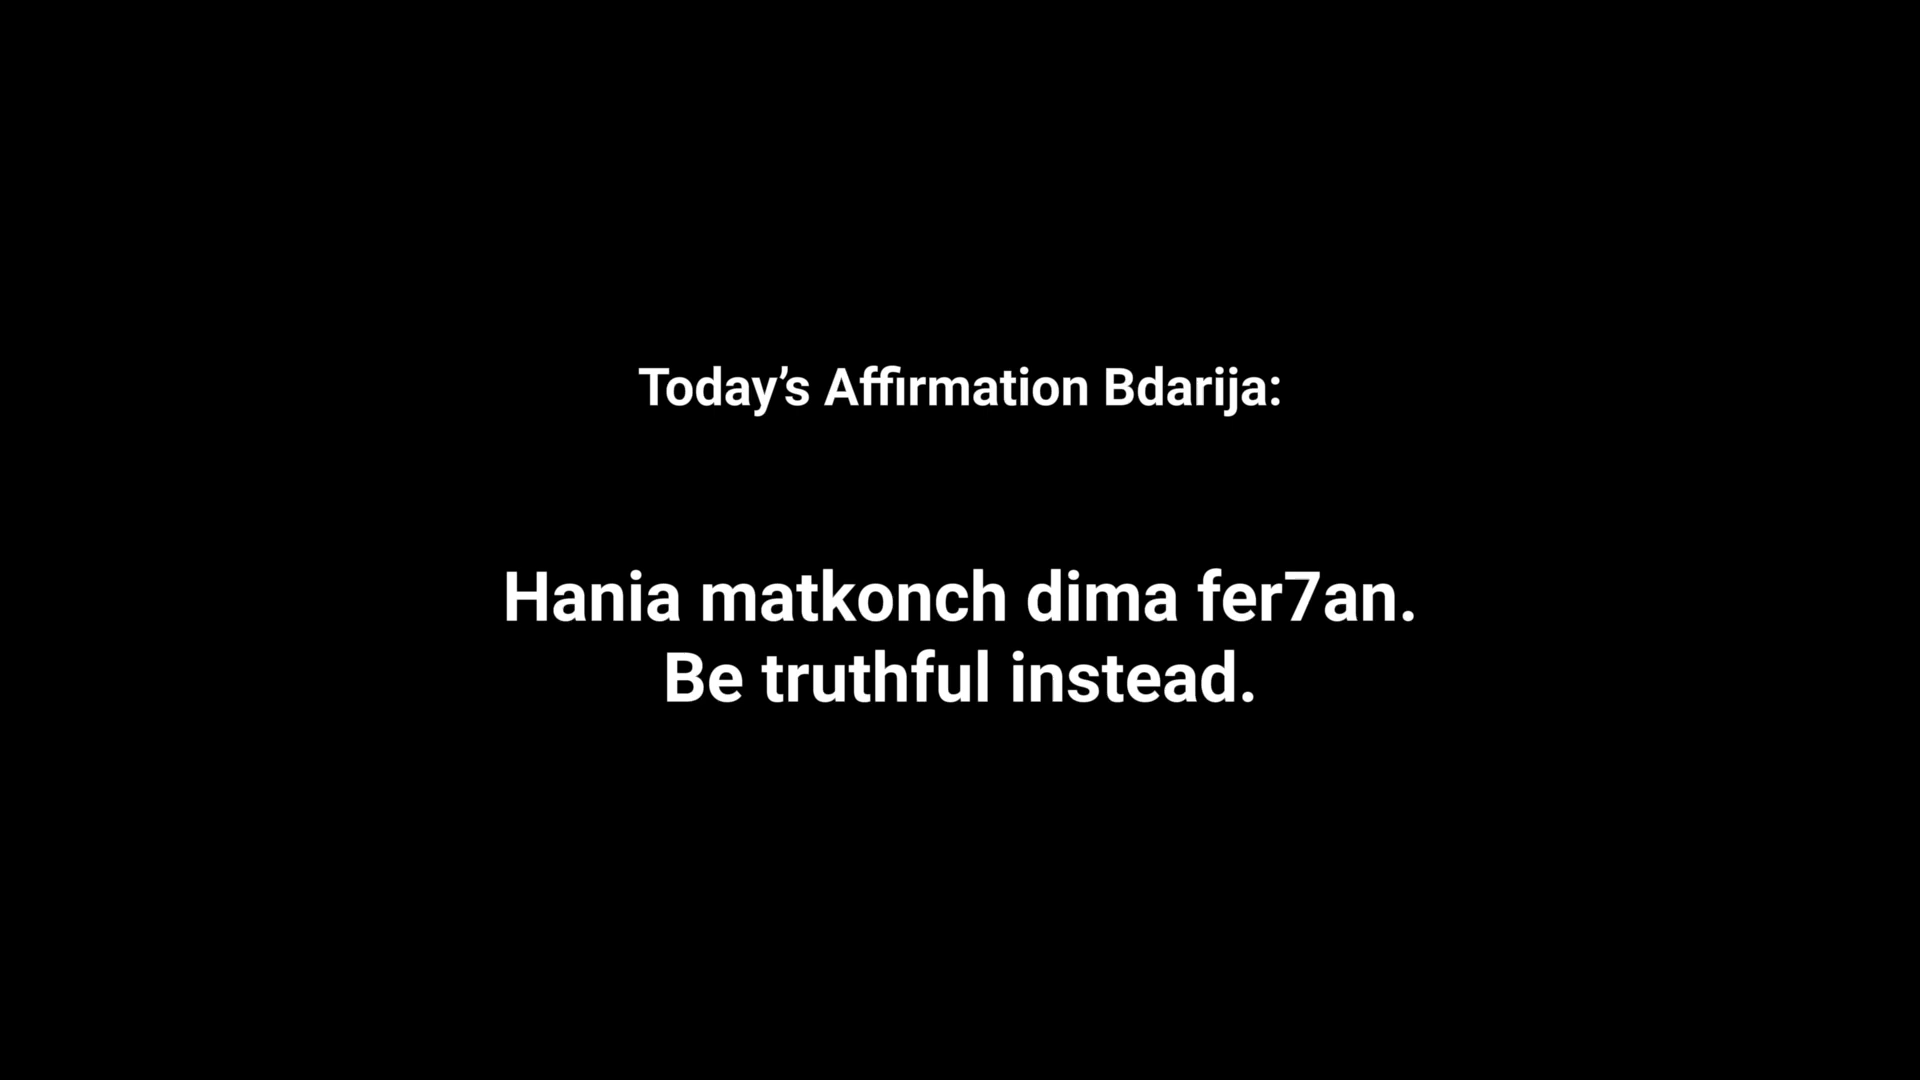 Today’s Affirmation Bdarija:
Hania matkonch dima fer7an.
Be truthful instead.